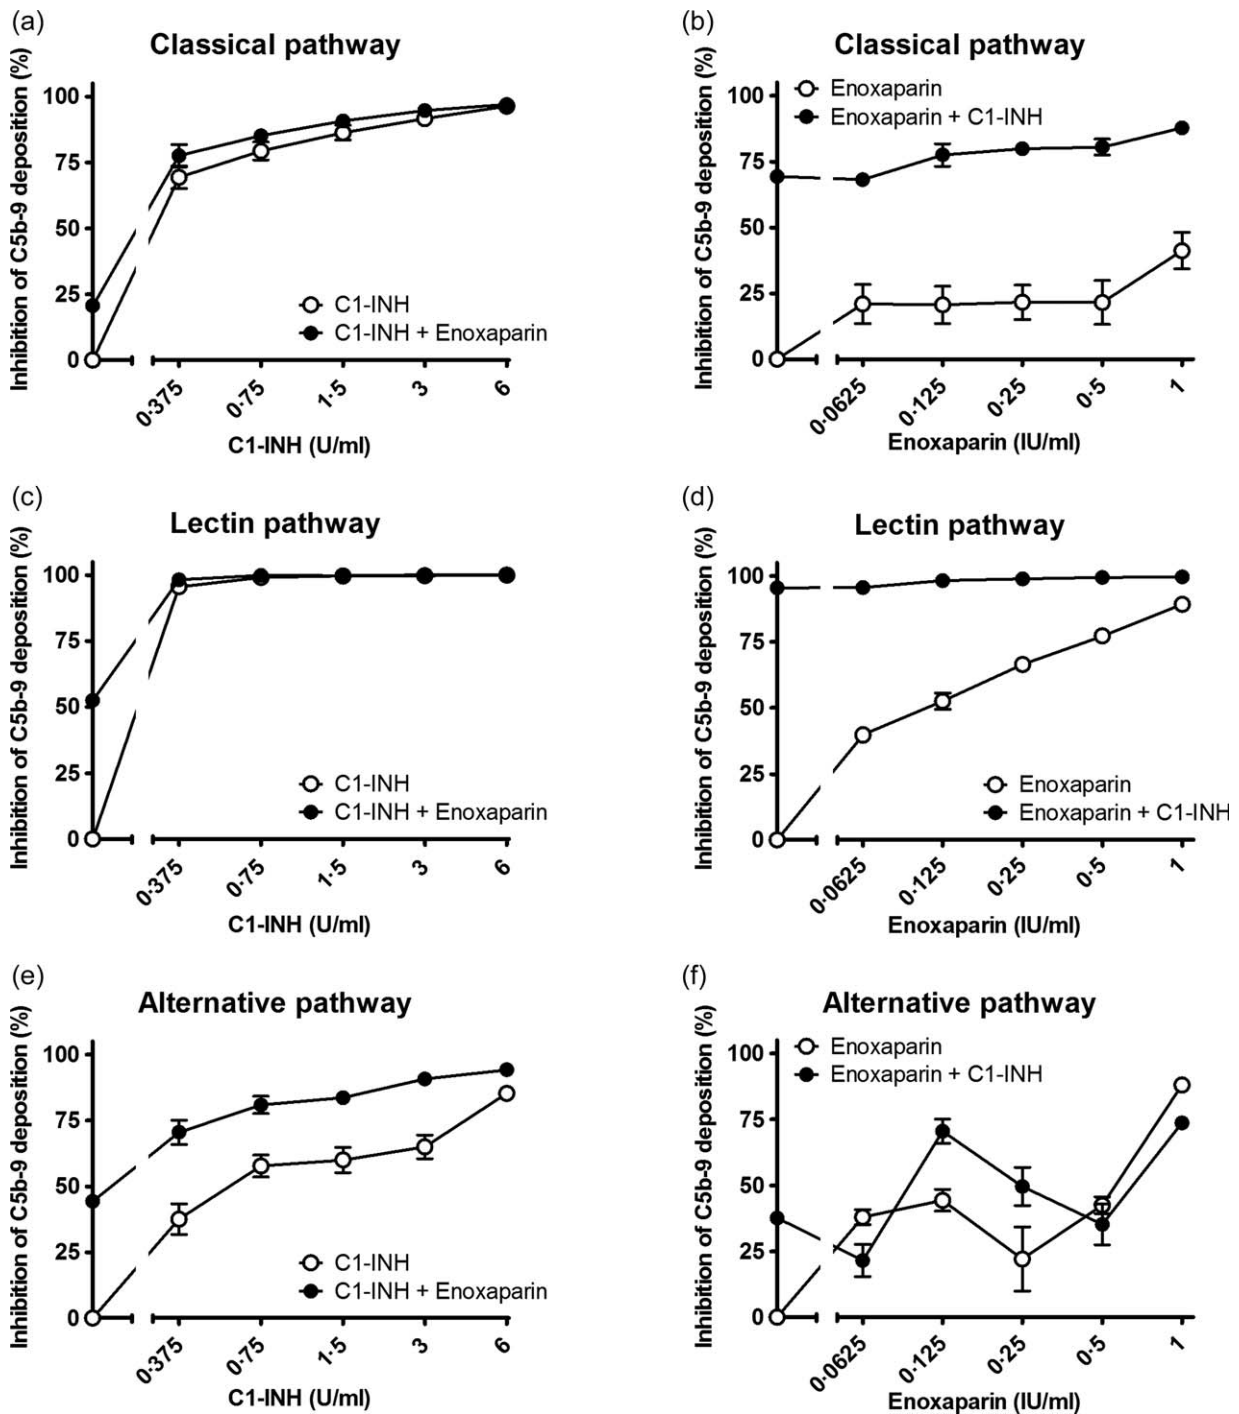 (a)
Classical pathway
Inhibition of C5b-9 deposition (%)
100
75
50
25
0
C1-INH
C1-INH + Enoxaparin
0·375
0·75
1·5
3
6
C1-INH (U/ml)
(b)
Classical pathway
Inhibition of C5b-9 deposition (%)
100
75
50
25
0
Enoxaparin
Enoxaparin + C1-INH
0·0625
0·125
0·25
0·5
1
Enoxaparin (IU/ml)
(c)
Lectin pathway
Inhibition of C5b-9 deposition (%)
100
75
50
25
0
C1-INH
C1-INH + Enoxaparin
0·375
0·75
1·5
3
6
C1-INH (U/ml)
(d)
Lectin pathway
Inhibition of C5b-9 deposition (%)
100
75
50
25
0
Enoxaparin
Enoxaparin + C1-INH
0·0625
0·125
0·25
0·5
1
Enoxaparin (IU/ml)
(e)
Alternative pathway
Inhibition of C5b-9 deposition (%)
100
75
50
25
0
C1-INH
C1-INH + Enoxaparin
0·375
0·75
1·5
3
6
C1-INH (U/ml)
(f)
Alternative pathway
Inhibition of C5b-9 deposition (%)
100
75
50
25
0
Enoxaparin
Enoxaparin + C1-INH
0·0625
0·125
0·25
0·5
1
Enoxaparin (IU/ml)